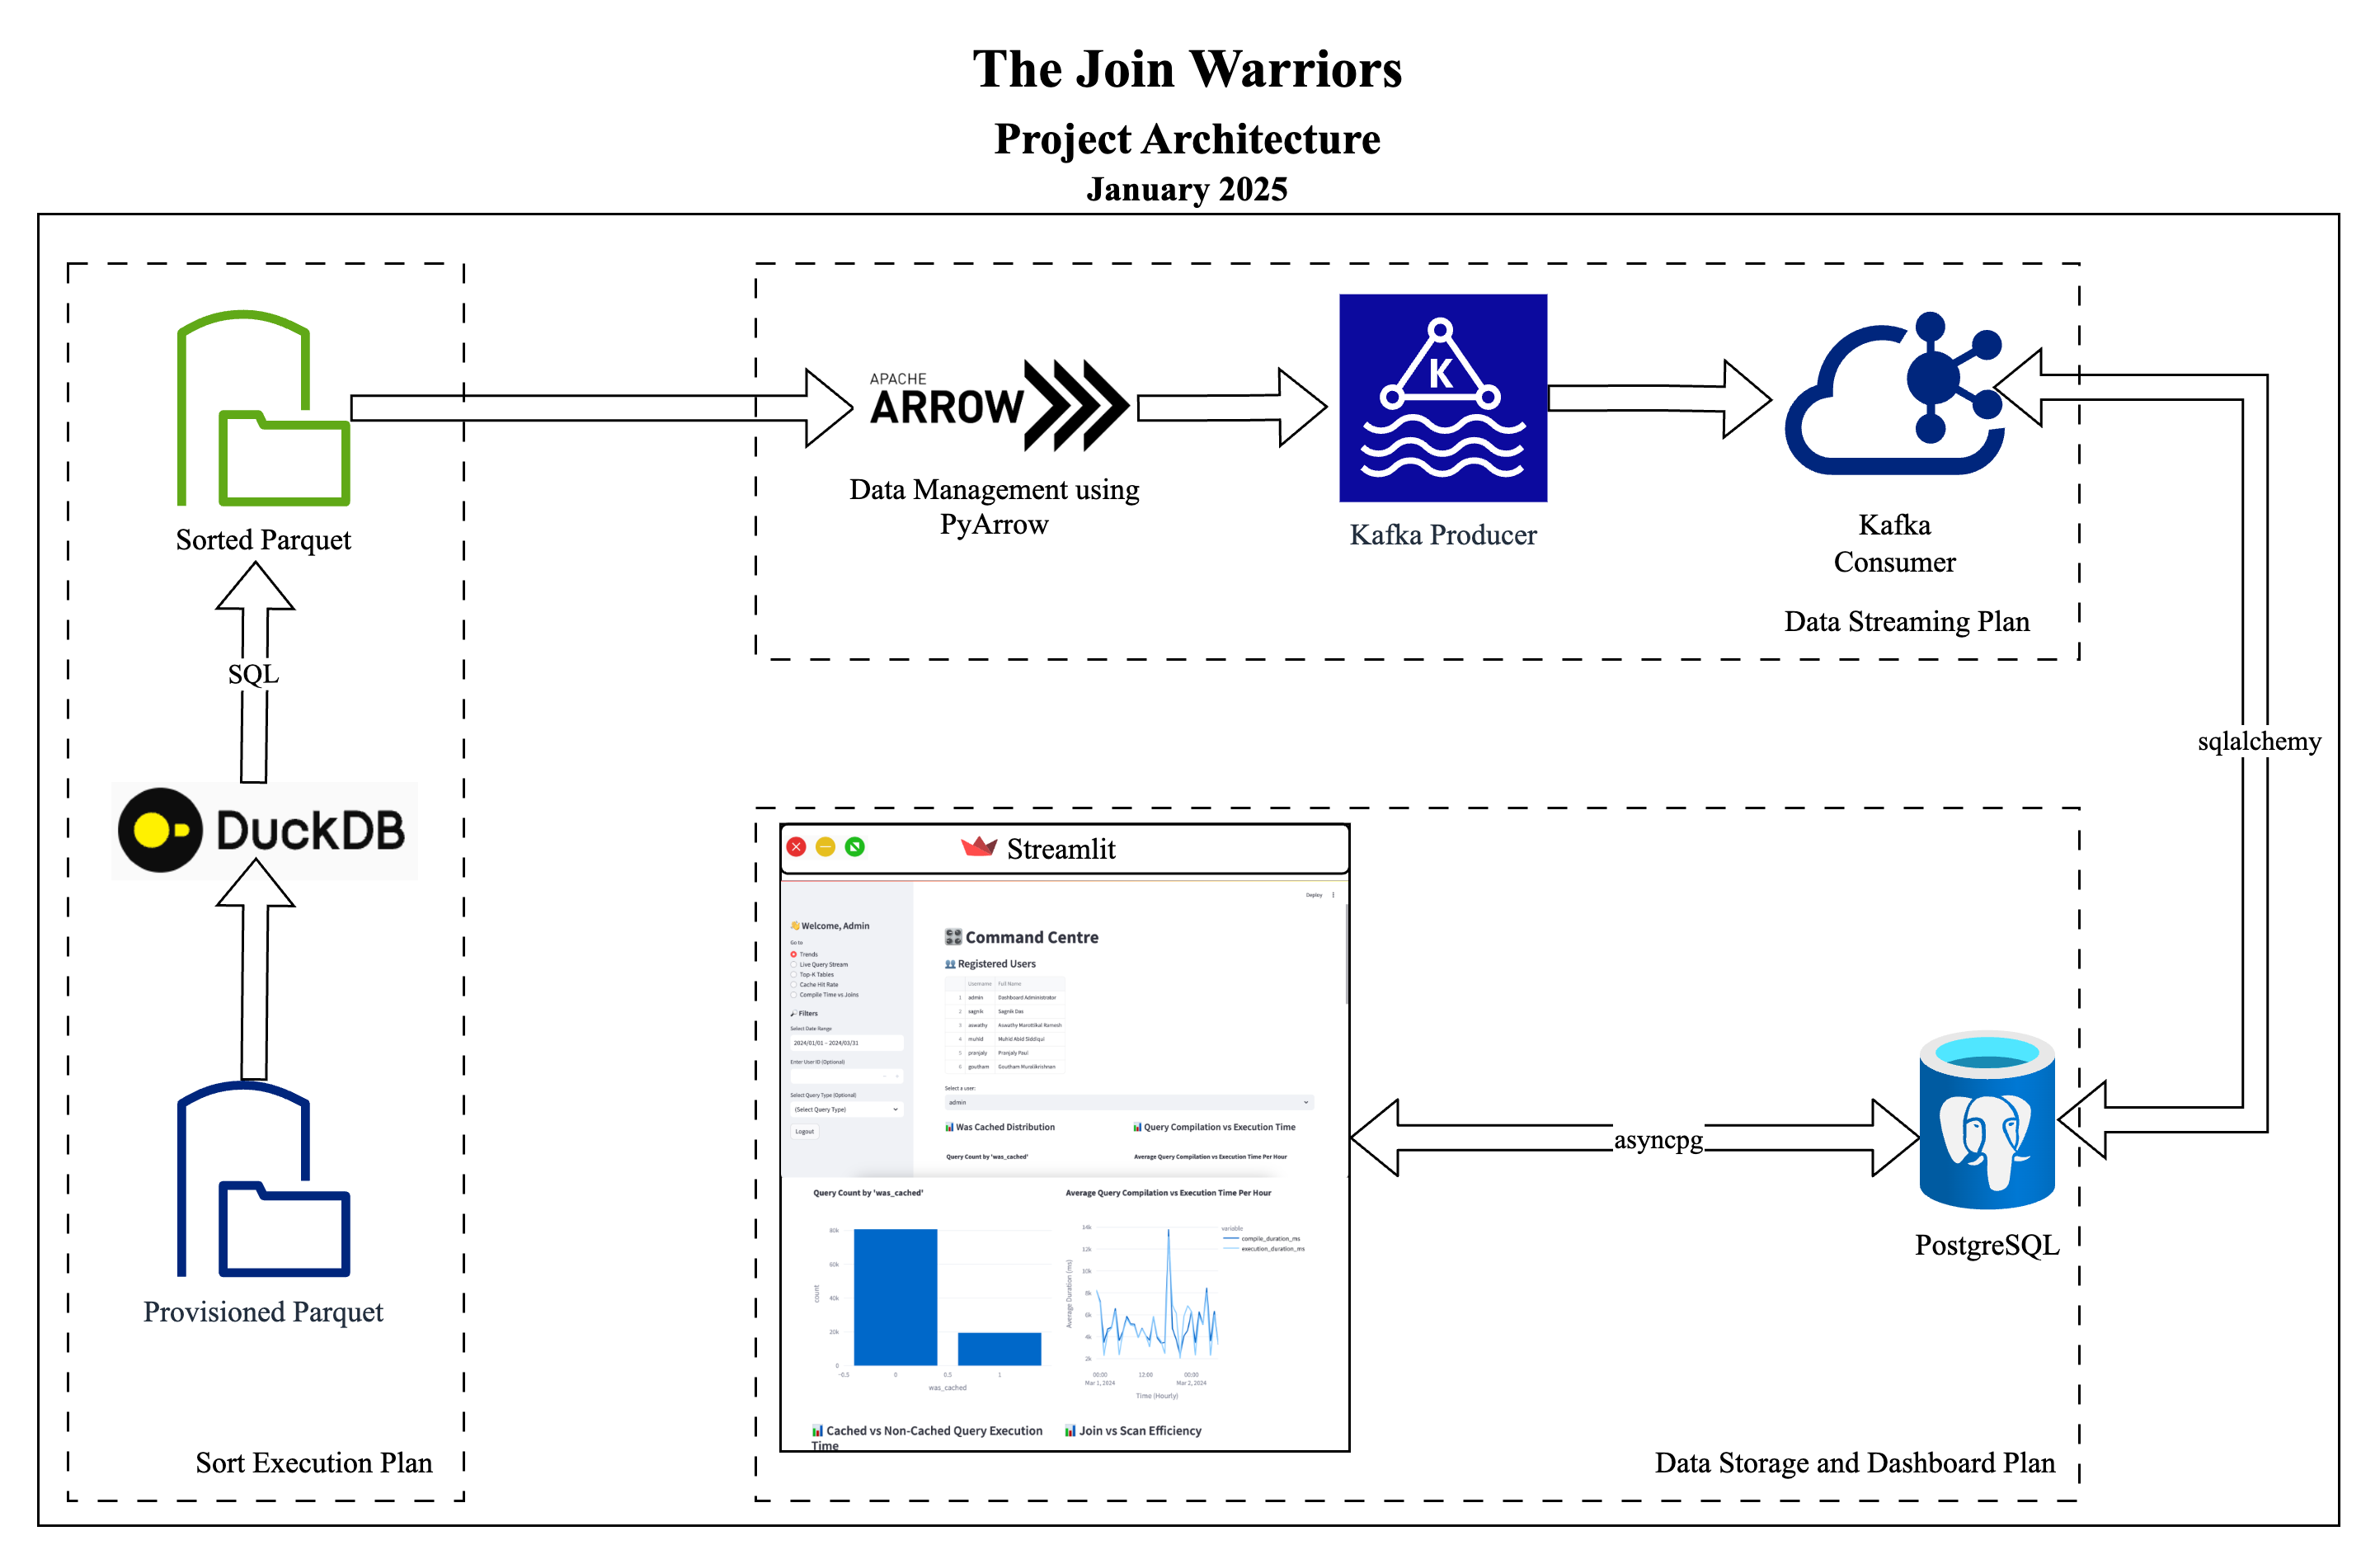 The Join Warriors
Project Architecture
January 2025
Sorted Parquet
SQL
DuckDB
Provisioned Parquet
Sort Execution Plan
APACHE
ARROW
Data Management using
PyArrow
K
Kafka Producer
Kafka
Consumer
Data Streaming Plan
sqlalchemy
Streamlit
Deploy
Welcome, Admin
Go to
Trends
Live Query Stream
Top-K Tables
Cache Hit Rate
Compile Time vs Joins
Filters
Select Date Range
2024/01/01 - 2024/03/31
Enter User ID (Optional)
Select Query Type (Optional)
(Select Query Type)
Logout
Command Centre
Registered Users
Username Full Name
1 admin Dashboard Administrator
2 sagnik Sagnik Das
3 aswathy Aswathy Marottikal Ramesh
4 muhid Muhid Abid Siddiqui
5 pranjaly Pranjaly Paul
6 goutham Goutham Muralikrishnan
Select a user:
admin
Was Cached Distribution
Query Compilation vs Execution Time
Query Count by 'was_cached'
Average Query Compilation vs Execution Time Per Hour
Query Count by 'was_cached'
80k
60k
40k
20k
0
count
−0.5 0 0.5 1
was_cached
Average Query Compilation vs Execution Time Per Hour
14k
12k
10k
8k
6k
4k
2k
Average Duration (ms)
variable
compile_duration_ms
execution_duration_ms
00:00 12:00 00:00
Mar 1, 2024 Mar 2, 2024
Time (Hourly)
Cached vs Non-Cached Query Execution
Time
Join vs Scan Efficiency
asyncpg
PostgreSQL
Data Storage and Dashboard Plan